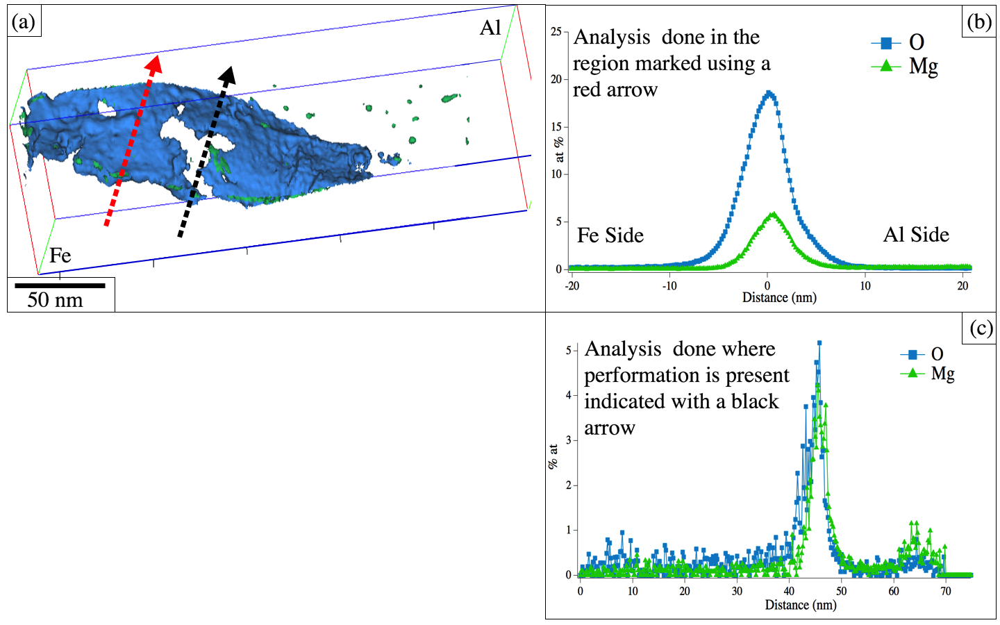 (a)
Al
Fe
50 nm
(b)
Analysis done in the
region marked using a
red arrow
O
Mg
25
20
15
10
5
0
at %
Fe Side
Al Side
-20
-10
0
10
20
Distance (nm)
(c)
Analysis done where
performation is present
indicated with a black
arrow
O
Mg
5
4
3
2
1
0
% at
0
10
20
30
40
50
60
70
Distance (nm)